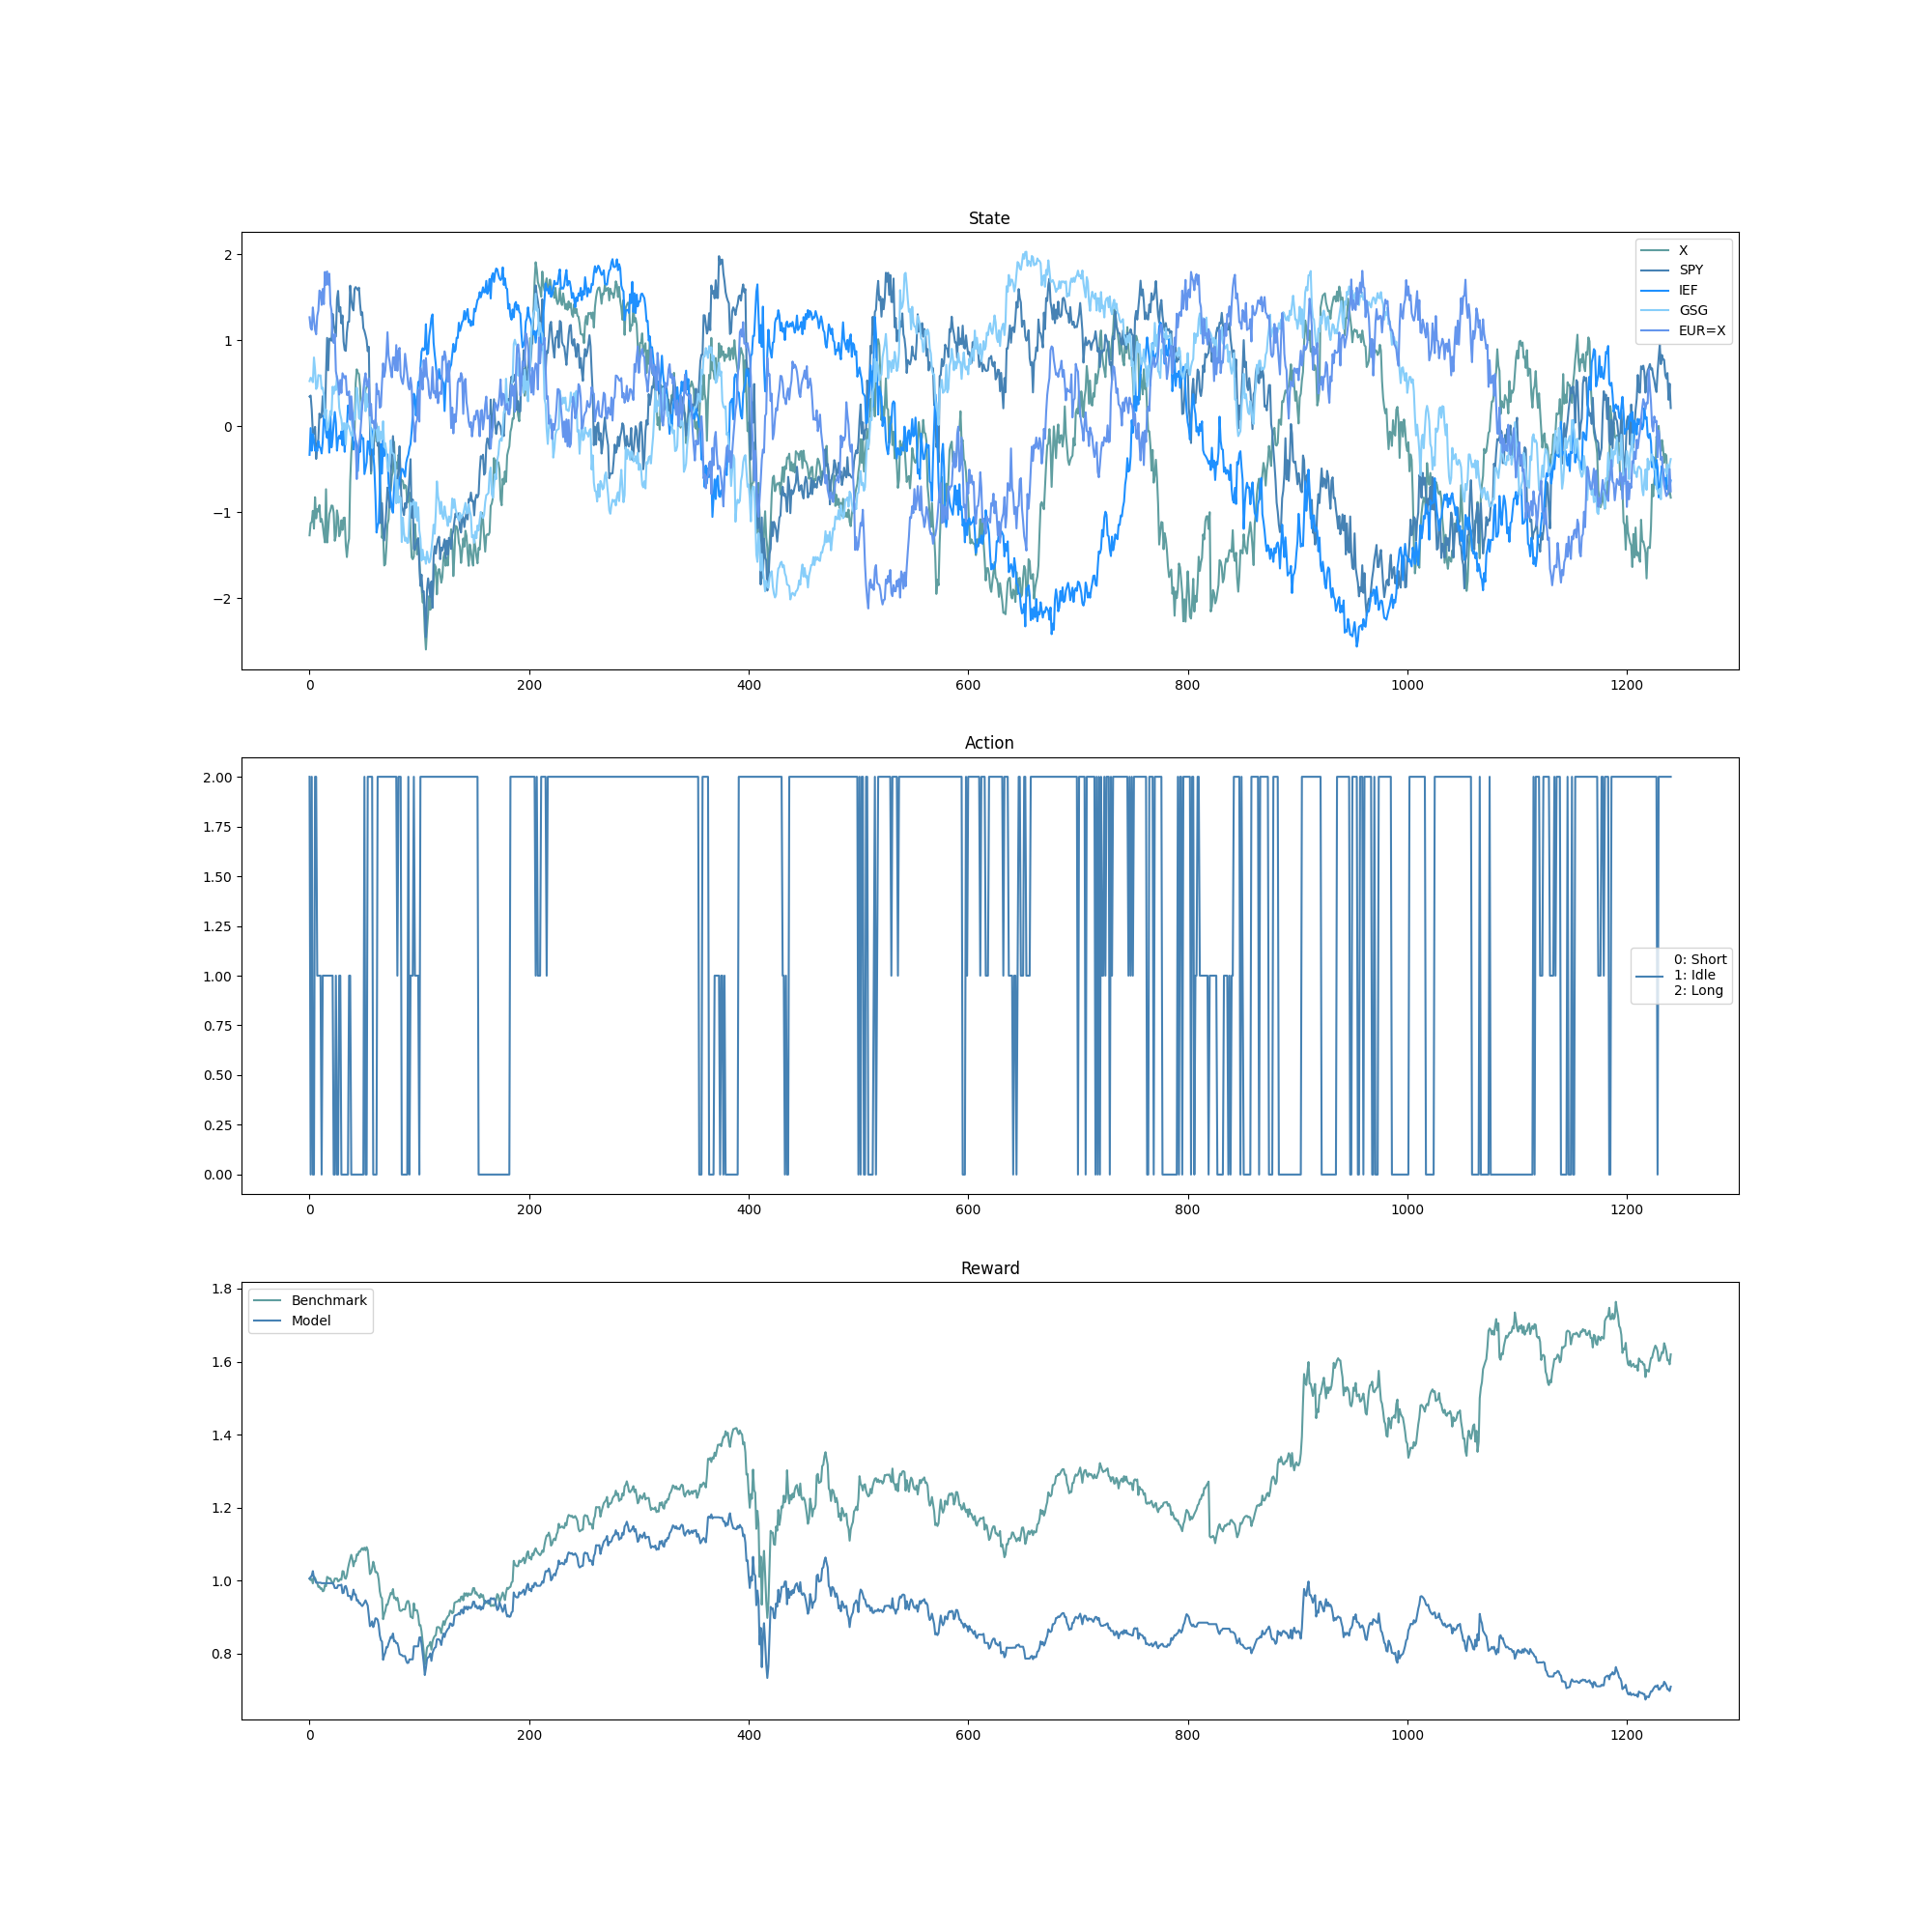 State
2
1
0
−1
−2
X
SPY
IEF
GSG
EUR=X
0 200 400 600 800 1000 1200
Action
2.00
1.75
1.50
1.25
1.00
0.75
0.50
0.25
0.00
0: Short
1: Idle
2: Long
0 200 400 600 800 1000 1200
Reward
1.8
1.6
1.4
1.2
1.0
0.8
Benchmark
Model
0 200 400 600 800 1000 1200